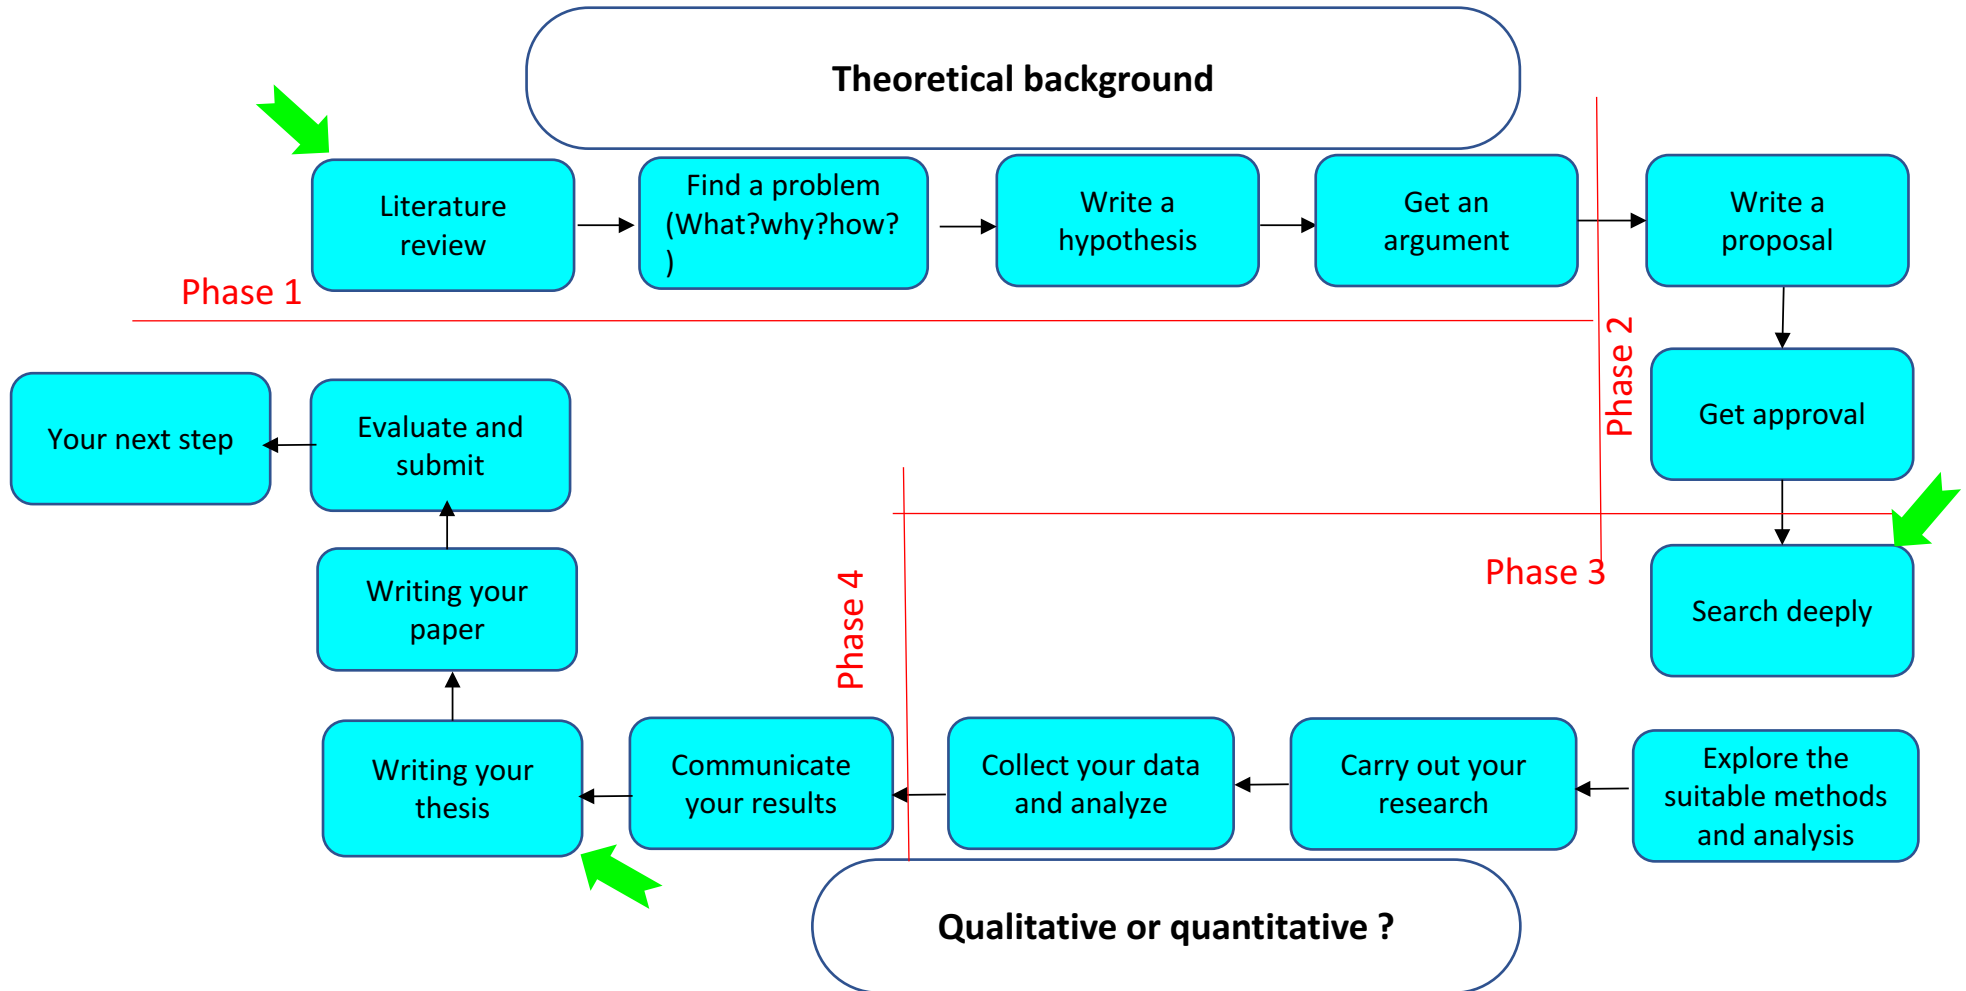 Theoretical background
Literature
review
Find a problem
(What?why?how?
)
Write a
hypothesis
Get an
argument
Write a
proposal
Phase 1
Phase 2
Get approval
Your next step
Evaluate and
submit
Phase 3
Search deeply
Writing your
paper
Phase 4
Writing your
thesis
Communicate
your results
Collect your data
and analyze
Carry out your
research
Explore the
suitable methods
and analysis
Qualitative or quantitative ?